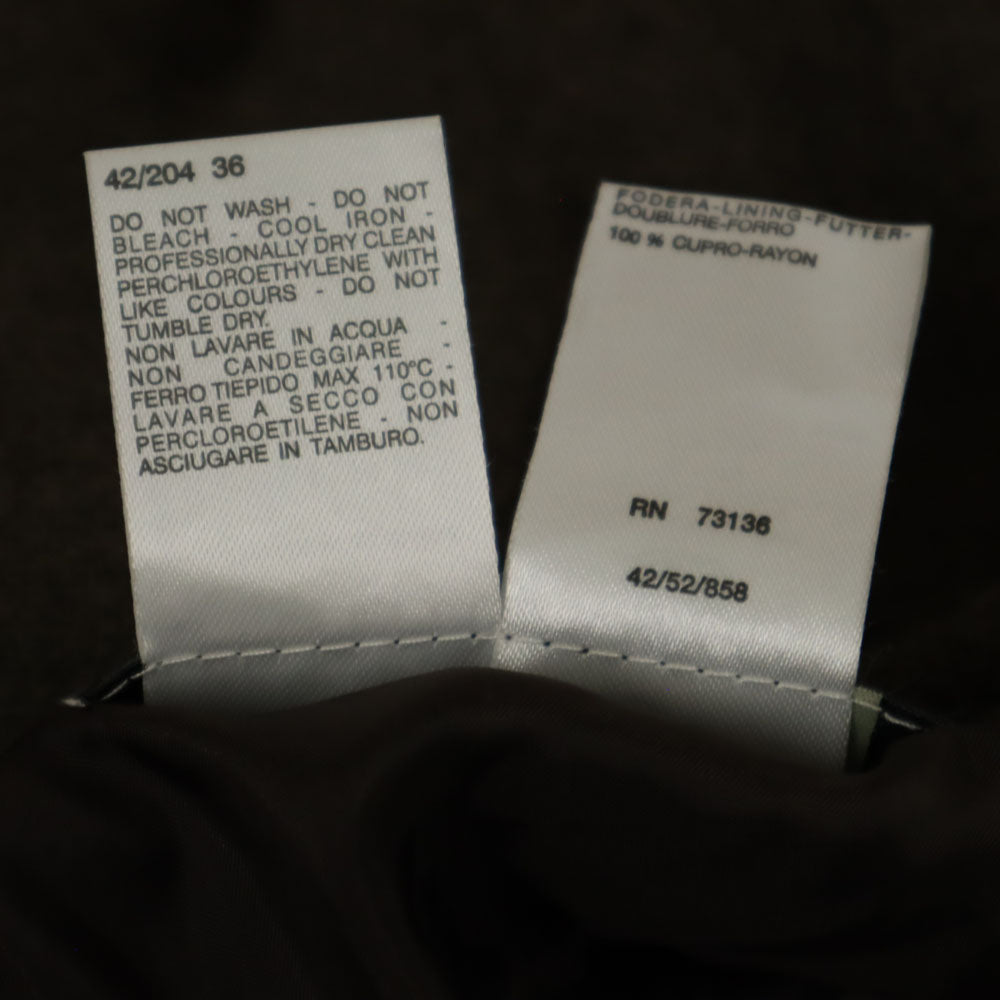 42/204 36
DO NOT WASH - DO NOT
BLEACH - COOL IRON -
PROFESSIONALLY DRY CLEAN
PERCHLOROETHYLENE WITH
LIKE COLOURS - DO NOT
TUMBLE DRY.
NON LAVARE IN ACQUA -
NON CANDEGGIARE -
FERRO TIEPIDO MAX 110°C -
LAVARE A SECCO CON
PERCLOROETILENE - NON
ASCIUGARE IN TAMBURO.
FODERA-LINING-FUTTER-
DOUBLURE-FORRO
100 % CUPRO-RAYON
RN 73136
42/52/858